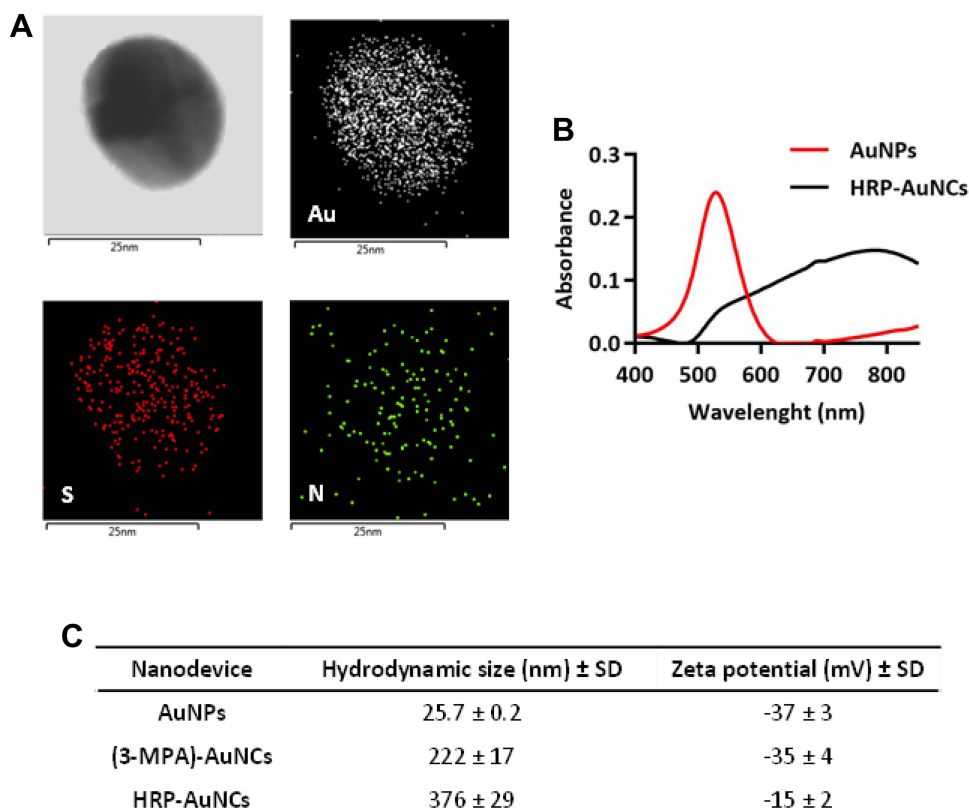 A
Au
25nm
25nm
S
N
25nm
25nm
B
AuNPs
HRP-AuNCs
0.3
0.2
0.1
0.0
Absorbance
400 500 600 700 800
Wavelenght (nm)
C
Nanodevice Hydrodynamic size (nm) ± SD Zeta potential (mV) ± SD
AuNPs 25.7 ± 0.2 -37 ± 3
(3-MPA)-AuNCs 222 ± 17 -35 ± 4
HRP-AuNCs 376 ± 29 -15 ± 2